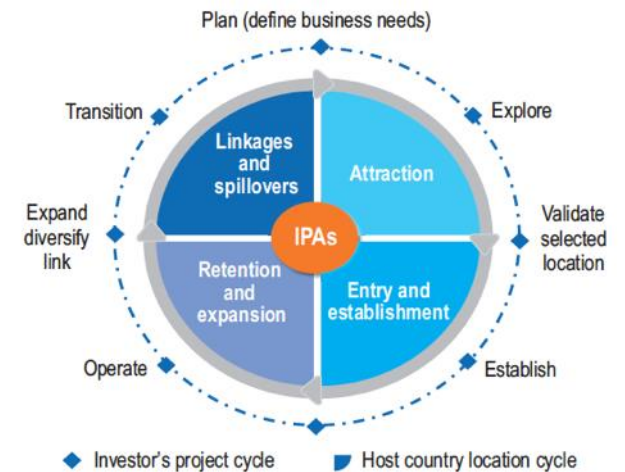 Plan (define business needs)
Transition
Explore
Linkages
and
spillovers
Attraction
Expand
diversify
link
IPAs
Validate
selected
location
Retention
and
expansion
Entry and
establishment
Operate
Establish
Investor's project cycle
Host country location cycle